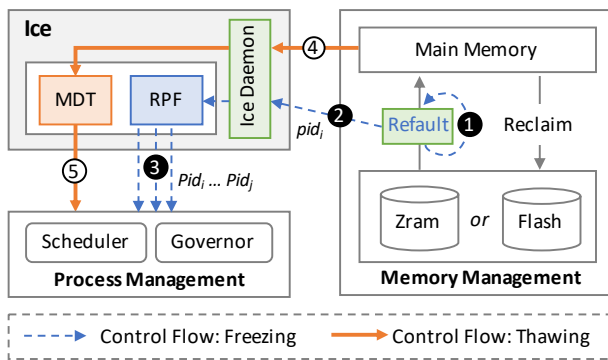 Ice
MDT
RPF
Ice Daemon
4
Main Memory
2
pid_i
Refault
1
Reclaim
5
3
Pid_i ... Pid_j
Scheduler
Governor
Process Management
Zram
or
Flash
Memory Management
Control Flow: Freezing
Control Flow: Thawing